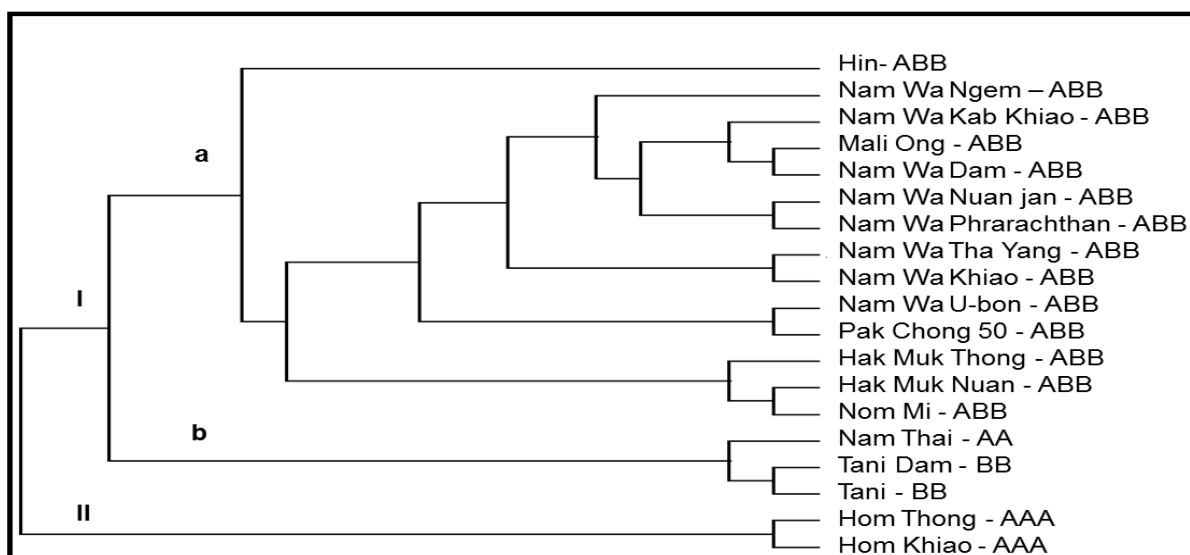 Hin- ABB
Nam Wa Ngem – ABB
Nam Wa Kab Khiao - ABB
a
Mali Ong - ABB
Nam Wa Dam - ABB
Nam Wa Nuan jan - ABB
Nam Wa Phrarachthan - ABB
Nam Wa Tha Yang - ABB
Nam Wa Khiao - ABB
I
Nam Wa U-bon - ABB
Pak Chong 50 - ABB
Hak Muk Thong - ABB
Hak Muk Nuan - ABB
Nom Mi - ABB
b
Nam Thai - AA
Tani Dam - BB
Tani - BB
II
Hom Thong - AAA
Hom Khiao - AAA